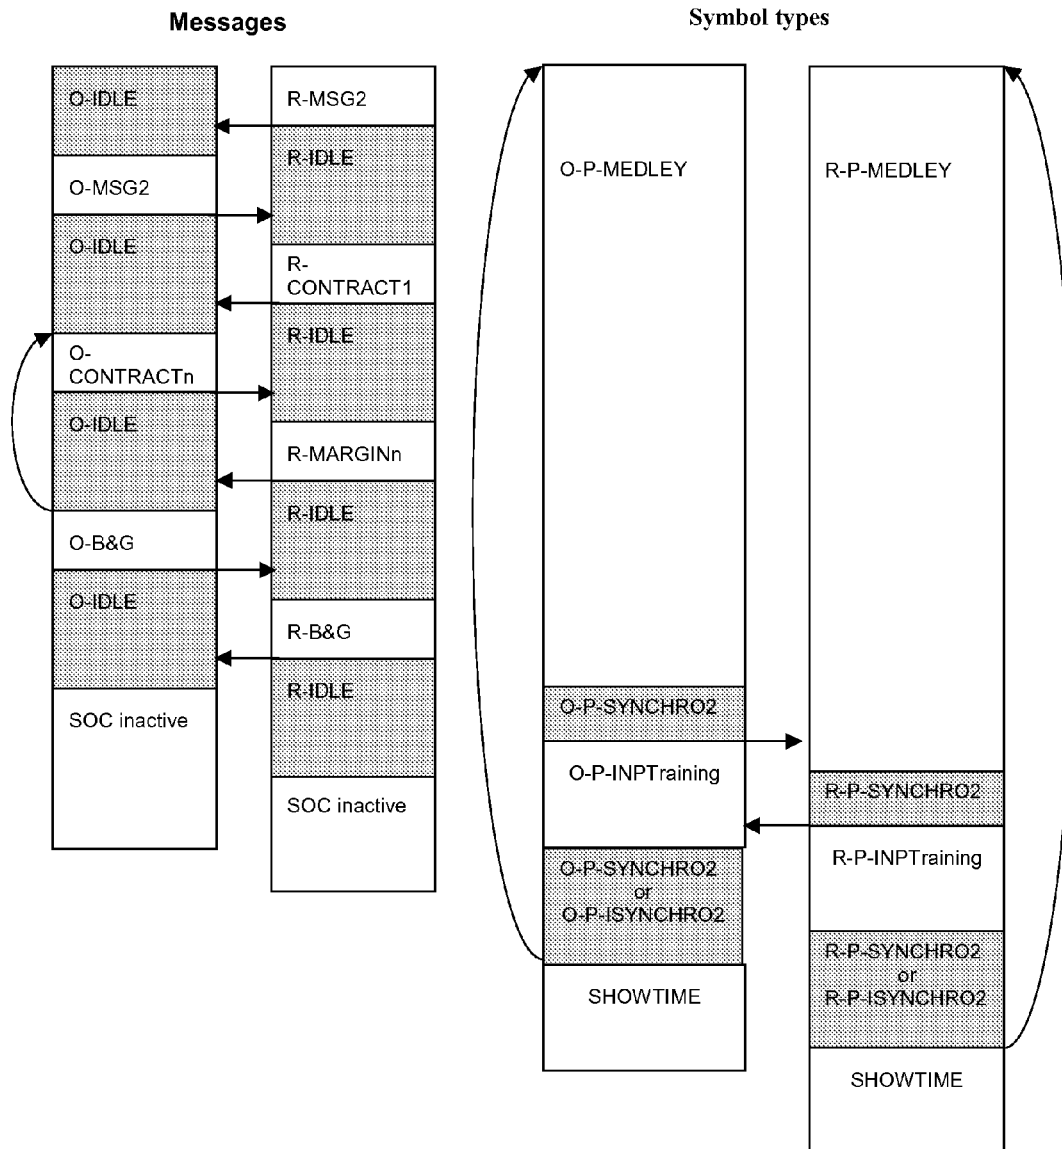 Messages
O-IDLE
O-MSG2
O-IDLE
O-
CONTRACTn
O-IDLE
O-B&G
O-IDLE
SOC inactive
R-MSG2
R-IDLE
R-
CONTRACT1
R-IDLE
R-MARGINn
R-IDLE
R-B&G
R-IDLE
SOC inactive
Symbol types
O-P-MEDLEY
O-P-SYNCHRO2
O-P-INPTraining
O-P-SYNCHRO2
or
O-P-ISYNCHRO2
SHOWTIME
R-P-MEDLEY
R-P-SYNCHRO2
R-P-INPTraining
R-P-SYNCHRO2
or
R-P-ISYNCHRO2
SHOWTIME